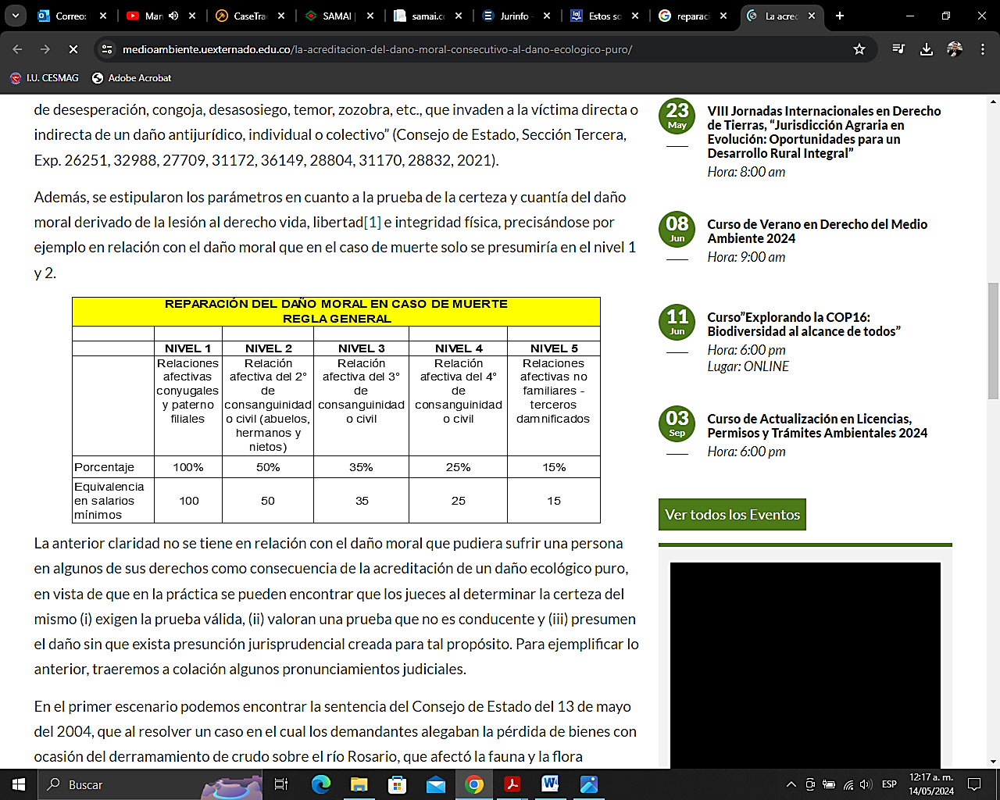 Correo:
Mar
CaseTra
SAMAI |
samai.c
Jurinfo -
Estos so
reparaci
La acrec
medioambiente.uexternado.edu.co/la-acreditacion-del-dano-moral-consecutivo-al-dano-ecologico-puro/
I.U. CESMAG
Adobe Acrobat
de desesperación, congoja, desasosiego, temor, zozobra, etc., que invaden a la víctima directa o
indirecta de un daño antijurídico, individual o colectivo” (Consejo de Estado, Sección Tercera,
Exp. 26251, 32988, 27709, 31172, 36149, 28804, 31170, 28832, 2021).
Además, se estipularon los parámetros en cuanto a la prueba de la certeza y cuantía del daño
moral derivado de la lesión al derecho vida, libertad[1] e integridad física, precisándose por
ejemplo en relación con el daño moral que en el caso de muerte solo se presumiría en el nivel 1
y 2.
REPARACIÓN DEL DAÑO MORAL EN CASO DE MUERTE
REGLA GENERAL
NIVEL 1 NIVEL 2 NIVEL 3 NIVEL 4 NIVEL 5
Relaciones Relación Relación Relación Relaciones
afectivas afectiva del 2° afectiva del 3° afectiva del 4° afectivas no
conyugales de de de familiares -
y paterno consanguinidad consanguinidad consanguinidad terceros
filiales o civil (abuelos, o civil o civil damnificados
hermanos y
nietos)
Porcentaje 100% 50% 35% 25% 15%
Equivalencia
en salarios 100 50 35 25 15
mínimos
La anterior claridad no se tiene en relación con el daño moral que pudiera sufrir una persona
en algunos de sus derechos como consecuencia de la acreditación de un daño ecológico puro,
en vista de que en la práctica se pueden encontrar que los jueces al determinar la certeza del
mismo (i) exigen la prueba válida, (ii) valoran una prueba que no es conducente y (iii) presumen
el daño sin que exista presunción jurisprudencial creada para tal propósito. Para ejemplificar lo
anterior, traeremos a colación algunos pronunciamientos judiciales.
En el primer escenario podemos encontrar la sentencia del Consejo de Estado del 13 de mayo
del 2004, que al resolver un caso en el cual los demandantes alegaban la pérdida de bienes con
ocasión del derramamiento de crudo sobre el río Rosario, que afectó la fauna y la flora
23
May
VIII Jornadas Internacionales en Derecho
de Tierras, “Jurisdicción Agraria en
Evolución: Oportunidades para un
Desarrollo Rural Integral”
Hora: 8:00 am
08
Jun
Curso de Verano en Derecho del Medio
Ambiente 2024
Hora: 9:00 am
11
Jun
Curso”Explorando la COP16:
Biodiversidad al alcance de todos”
Hora: 6:00 pm
Lugar: ONLINE
03
Sep
Curso de Actualización en Licencias,
Permisos y Trámites Ambientales 2024
Hora: 6:00 pm
Ver todos los Eventos
Buscar
ESP
12:17 a. m.
14/05/2024